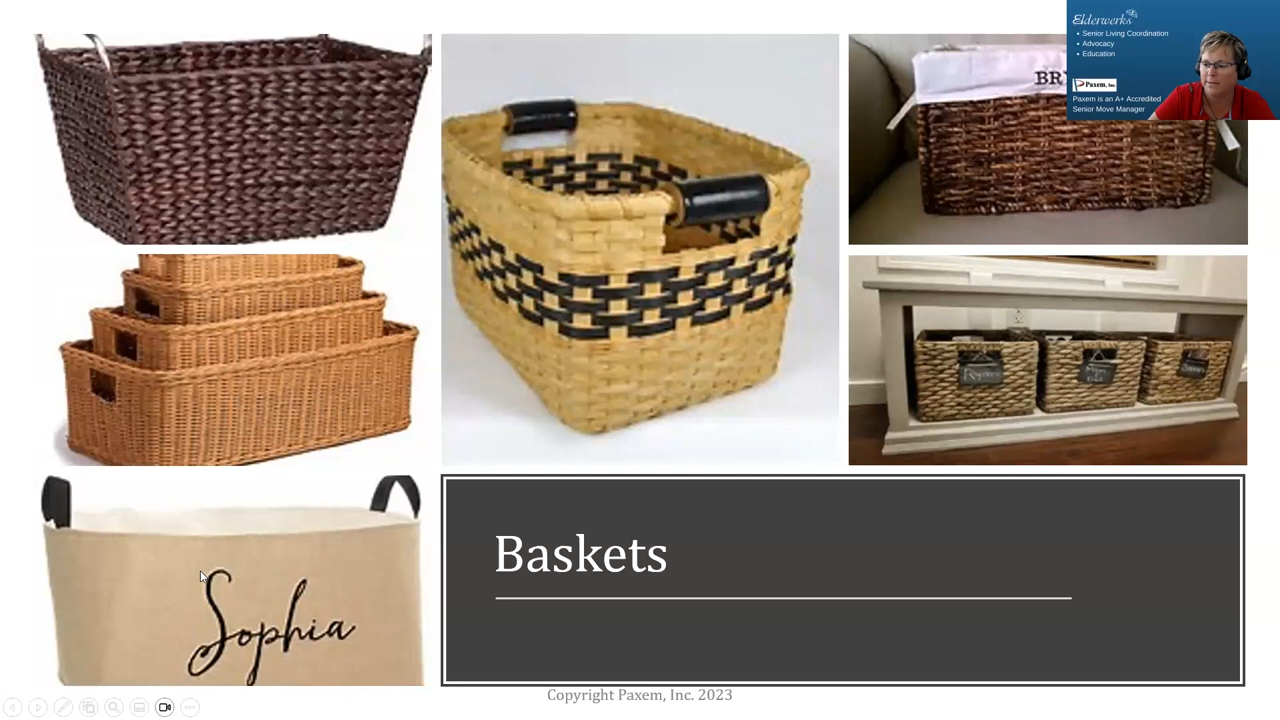 Elderwerks
• Senior Living Coordination
• Advocacy
• Education
Paxem, Inc.
Paxem is an A+ Accredited
Senior Move Manager
BR
Baskets
Sophia
Copyright Paxem, Inc. 2023